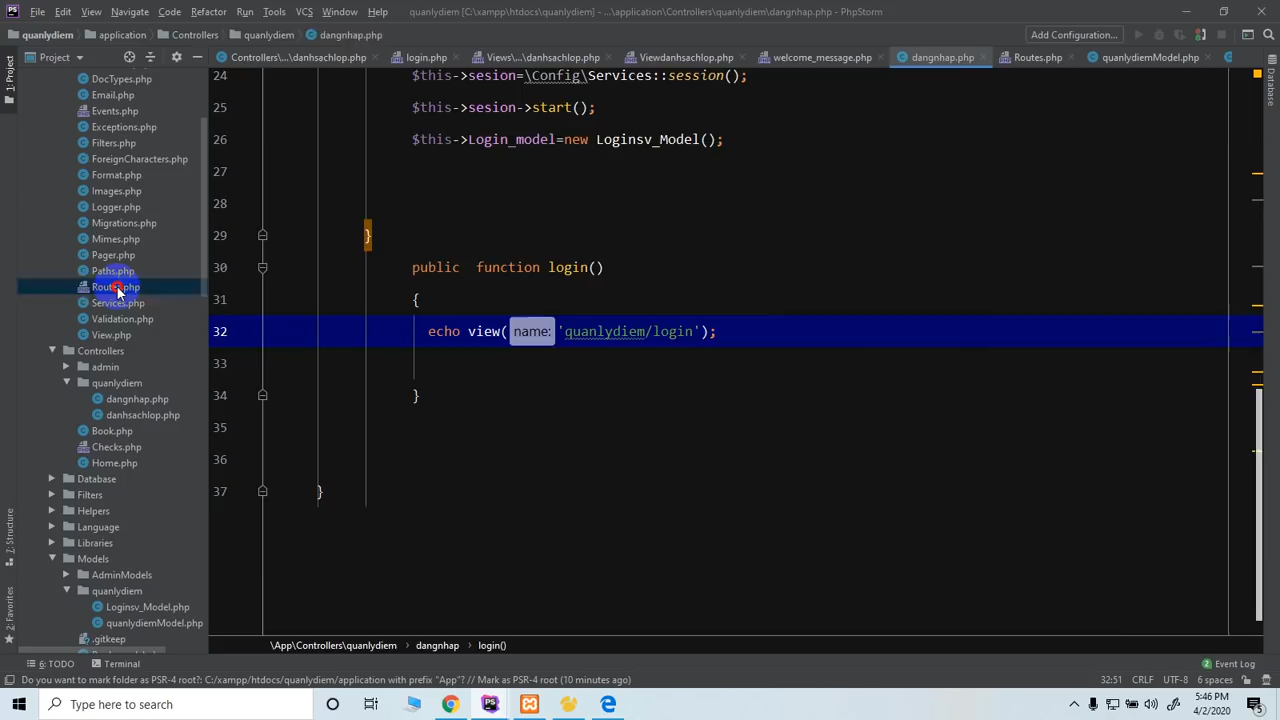 File Edit View Navigate Code Refactor Run Tools VCS Window Help quanlydiem [C:\xampp\htdocs\quanlydiem] - ...\application\Controllers\quanlydiem\dangnhap.php - PhpStorm
quanlydiem application Controllers quanlydiem dangnhap.php Add Configuration...
Project Controllers\...\danhsachlop.php login.php Views\...\danhsachlop.php Viewdanhsachlop.php welcome_message.php dangnhap.php Routes.php quanlydiemModel.php
1: Project
Database
DocTypes.php
Email.php
Events.php
Exceptions.php
Filters.php
ForeignCharacters.php
Format.php
Images.php
Logger.php
Migrations.php
Mimes.php
Pager.php
Paths.php
Services.php
Validation.php
View.php
Controllers
admin
quanlydiem
dangnhap.php
danhsachlop.php
Book.php
Checks.php
Home.php
Database
Filters
Helpers
Language
Libraries
Models
AdminModels
quanlydiem
Loginsv_Model.php
quanlydiemModel.php
.gitkeep
7: Structure
2: Favorites
24 $this->sesion=\Config\Services::session();
25 $this->sesion->start();
26 $this->Login_model=new Loginsv_Model();
27
28
29 }
30 public function login()
31 {
32 echo view( name: 'quanlydiem/login');
33
34 }
35
36
37 }
\App\Controllers\quanlydiem dangnhap login()
6: TODO Terminal 2 Event Log
Do you want to mark folder as PSR-4 root?: C:/xampp/htdocs/quanlydiem/application with prefix "App"? // Mark as PSR-4 root (10 minutes ago) 32:51 CRLF UTF-8 6 spaces
Type here to search
5:46 PM
4/2/2020
5